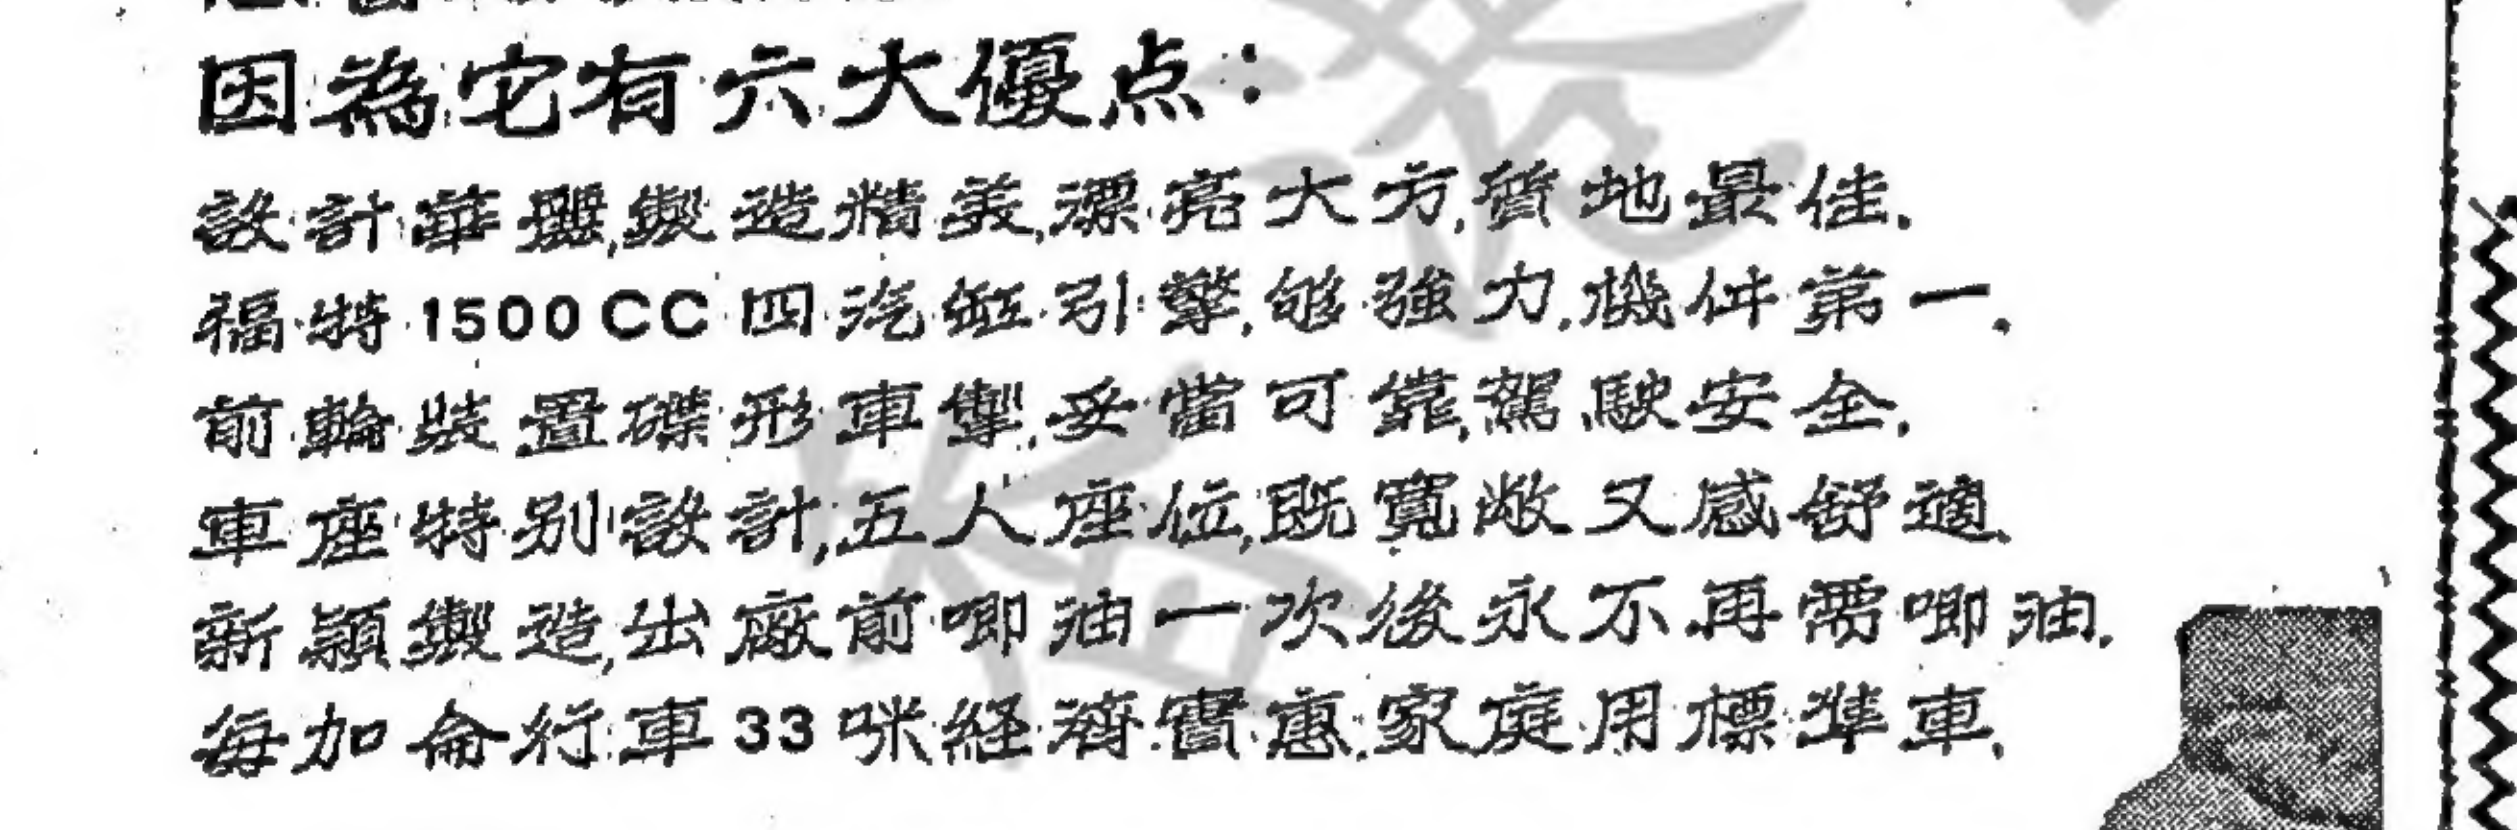 因為它有六大優点：
設計華麗,製造精美,漂亮大方,質地最佳.
福特1500CC四汽缸引擎,够強力,機件第一.
前輪裝置碟形車掣,妥當可靠,駕駛安全.
車座特別設計,五人座位,既寬敞又感舒適.
新穎製造,出廠前唧油一次後永不再需唧油.
每加侖行車33咪経濟實惠,家庭用標準車.